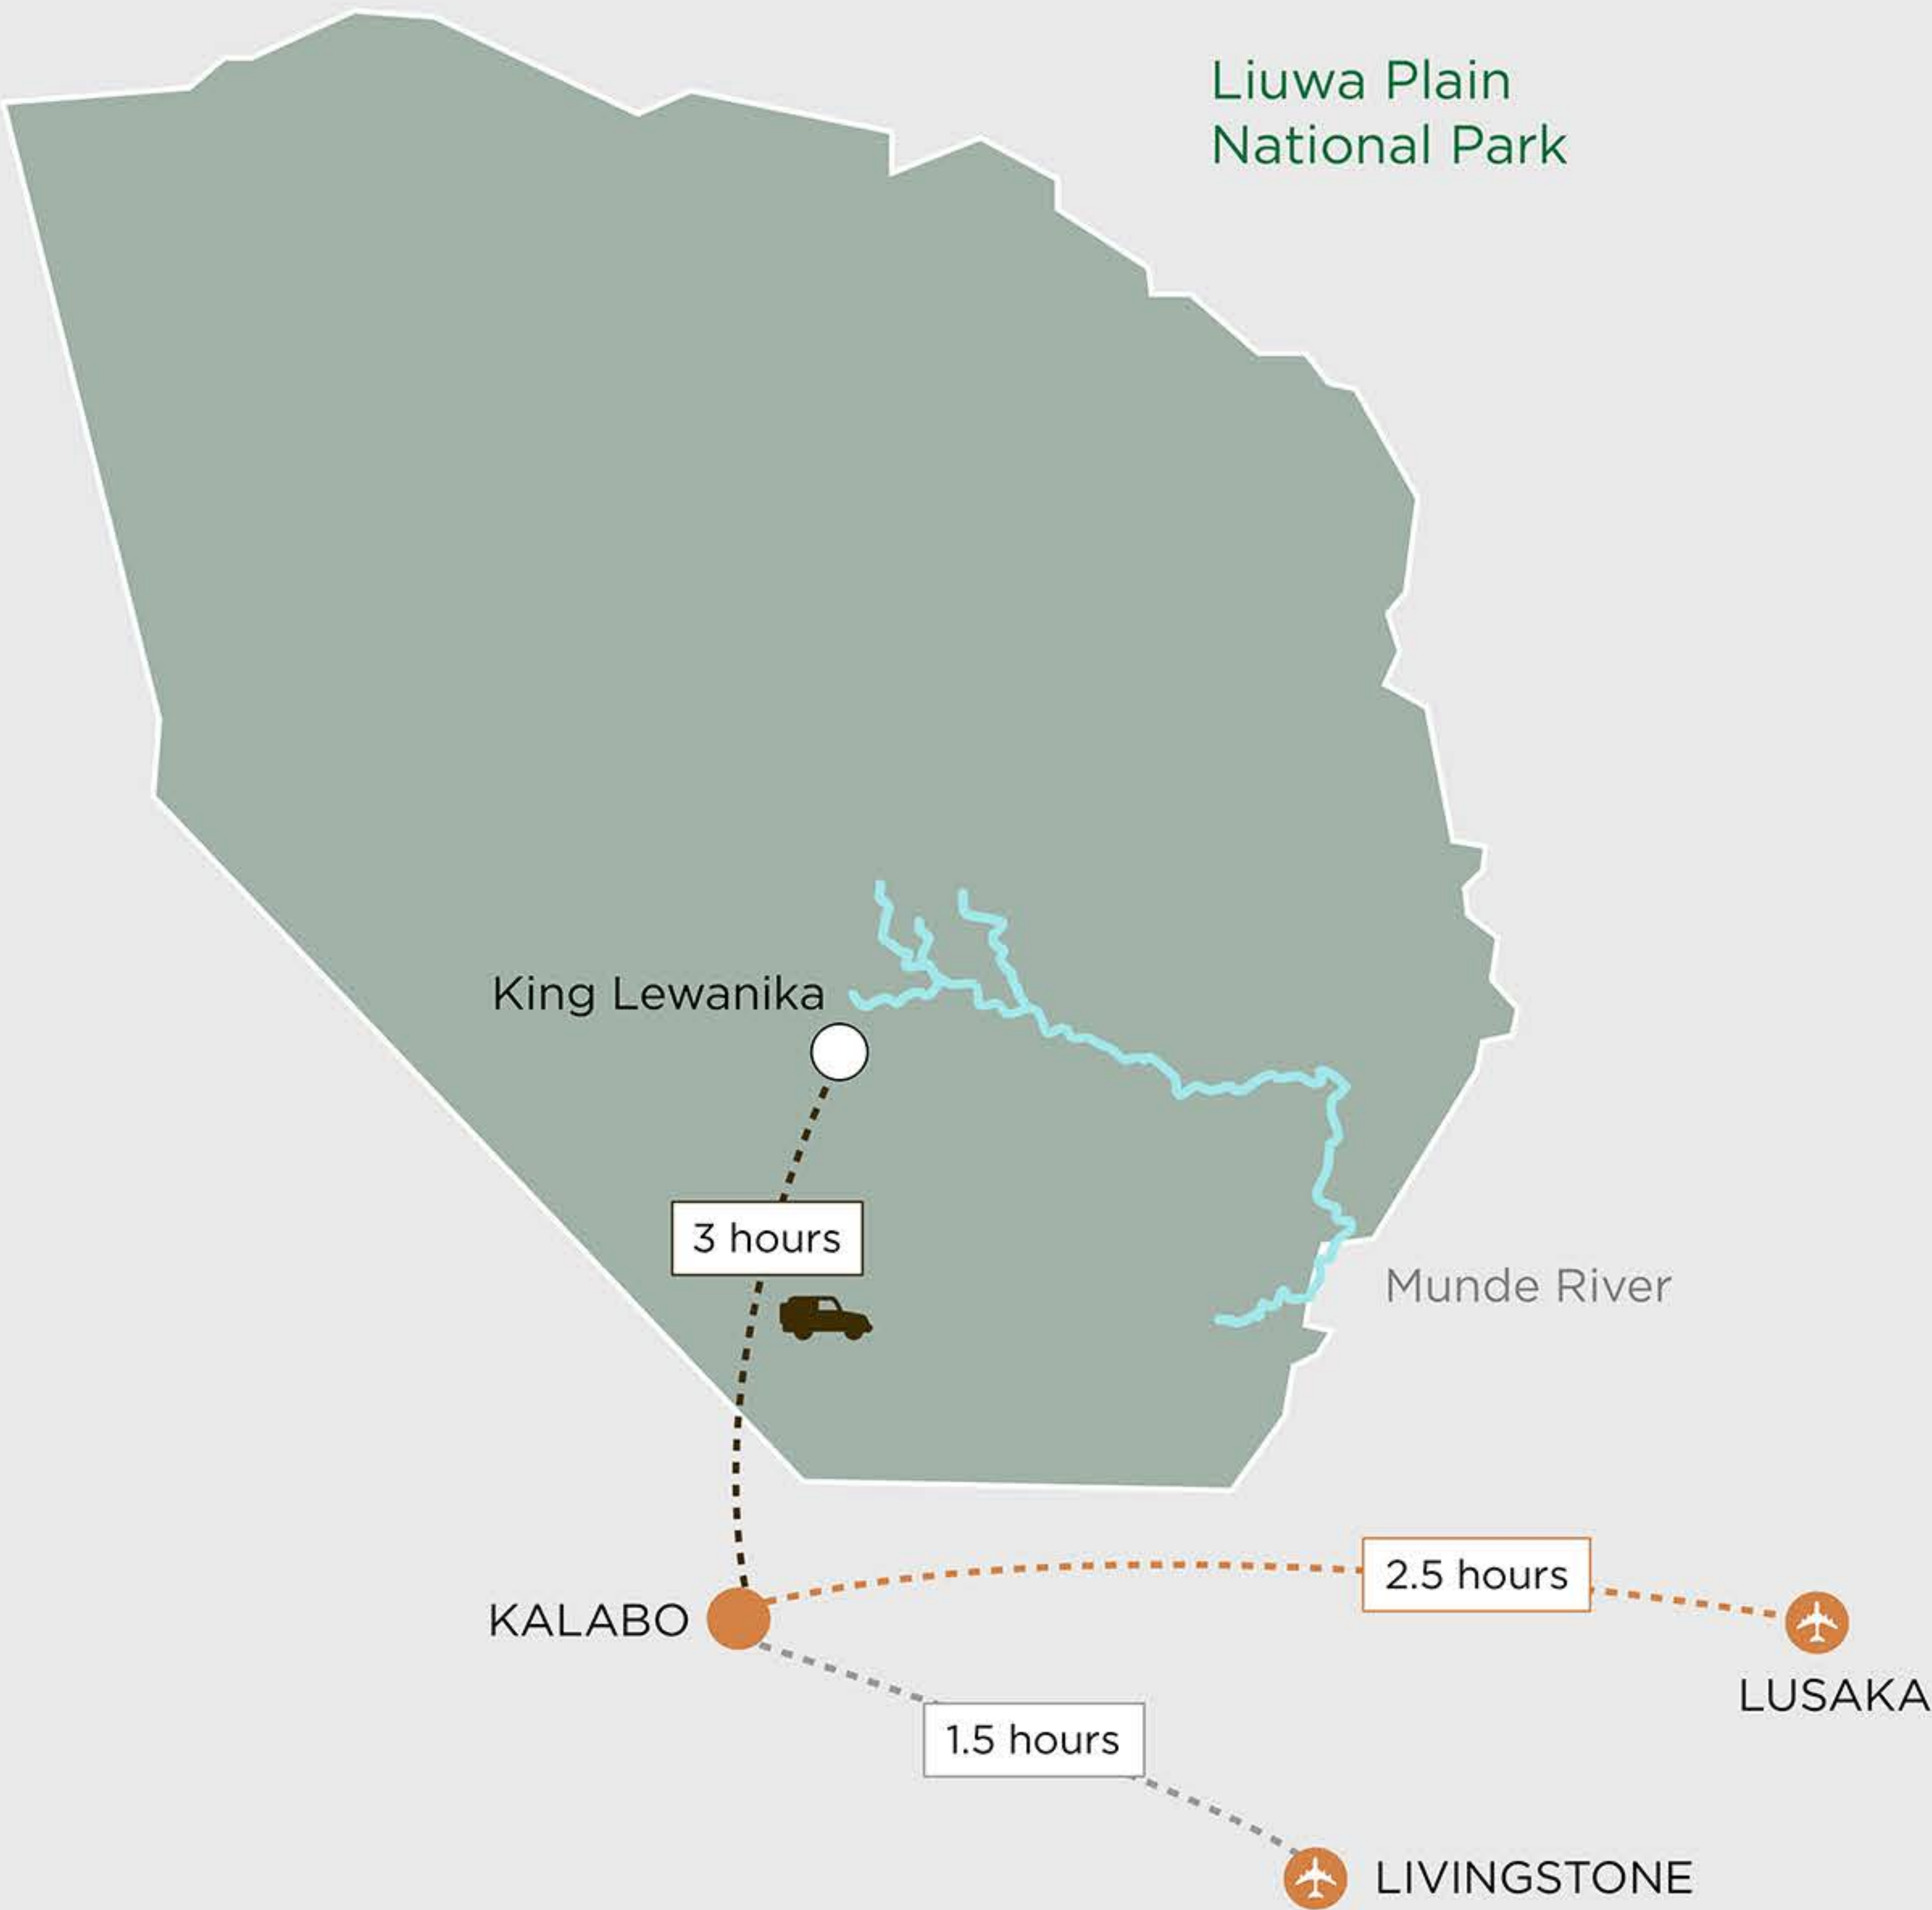 Liuwa Plain
National Park
King Lewanika
3 hours
Munde River
2.5 hours
KALABO
LUSAKA
1.5 hours
LIVINGSTONE